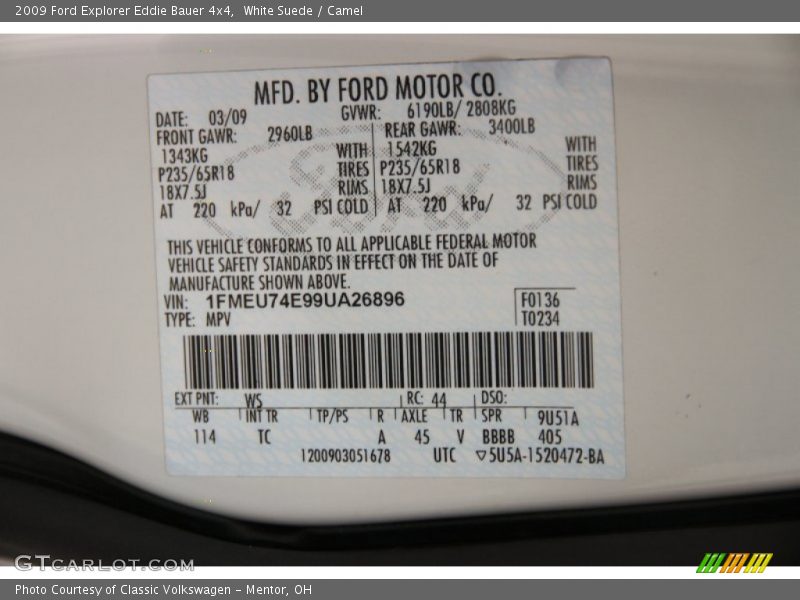 2009 Ford Explorer Eddie Bauer 4x4, White Suede / Camel
MFD. BY FORD MOTOR CO.
DATE: 03/09 GVWR: 6190LB/ 2808KG
FRONT GAWR: 2960LB REAR GAWR: 3400LB
1343KG WITH 1542KG WITH
P235/65R18 TIRES P235/65R18 TIRES
18X7.5J RIMS 18X7.5J RIMS
AT 220 kPa/ 32 PSI COLD AT 220 kPa/ 32 PSI COLD
THIS VEHICLE CONFORMS TO ALL APPLICABLE FEDERAL MOTOR
VEHICLE SAFETY STANDARDS IN EFFECT ON THE DATE OF
MANUFACTURE SHOWN ABOVE.
VIN: 1FMEU74E99UA26896 F0136
TYPE: MPV T0234
EXT PNT: WS RC: 44 DSO:
WB INT TR TP/PS R AXLE TR SPR 9U51A
114 TC A 45 V BBBB 405
1200903051678 UTC ▽5U5A-1520472-BA
Ford
GTCARLOT.COM
Photo Courtesy of Classic Volkswagen - Mentor, OH